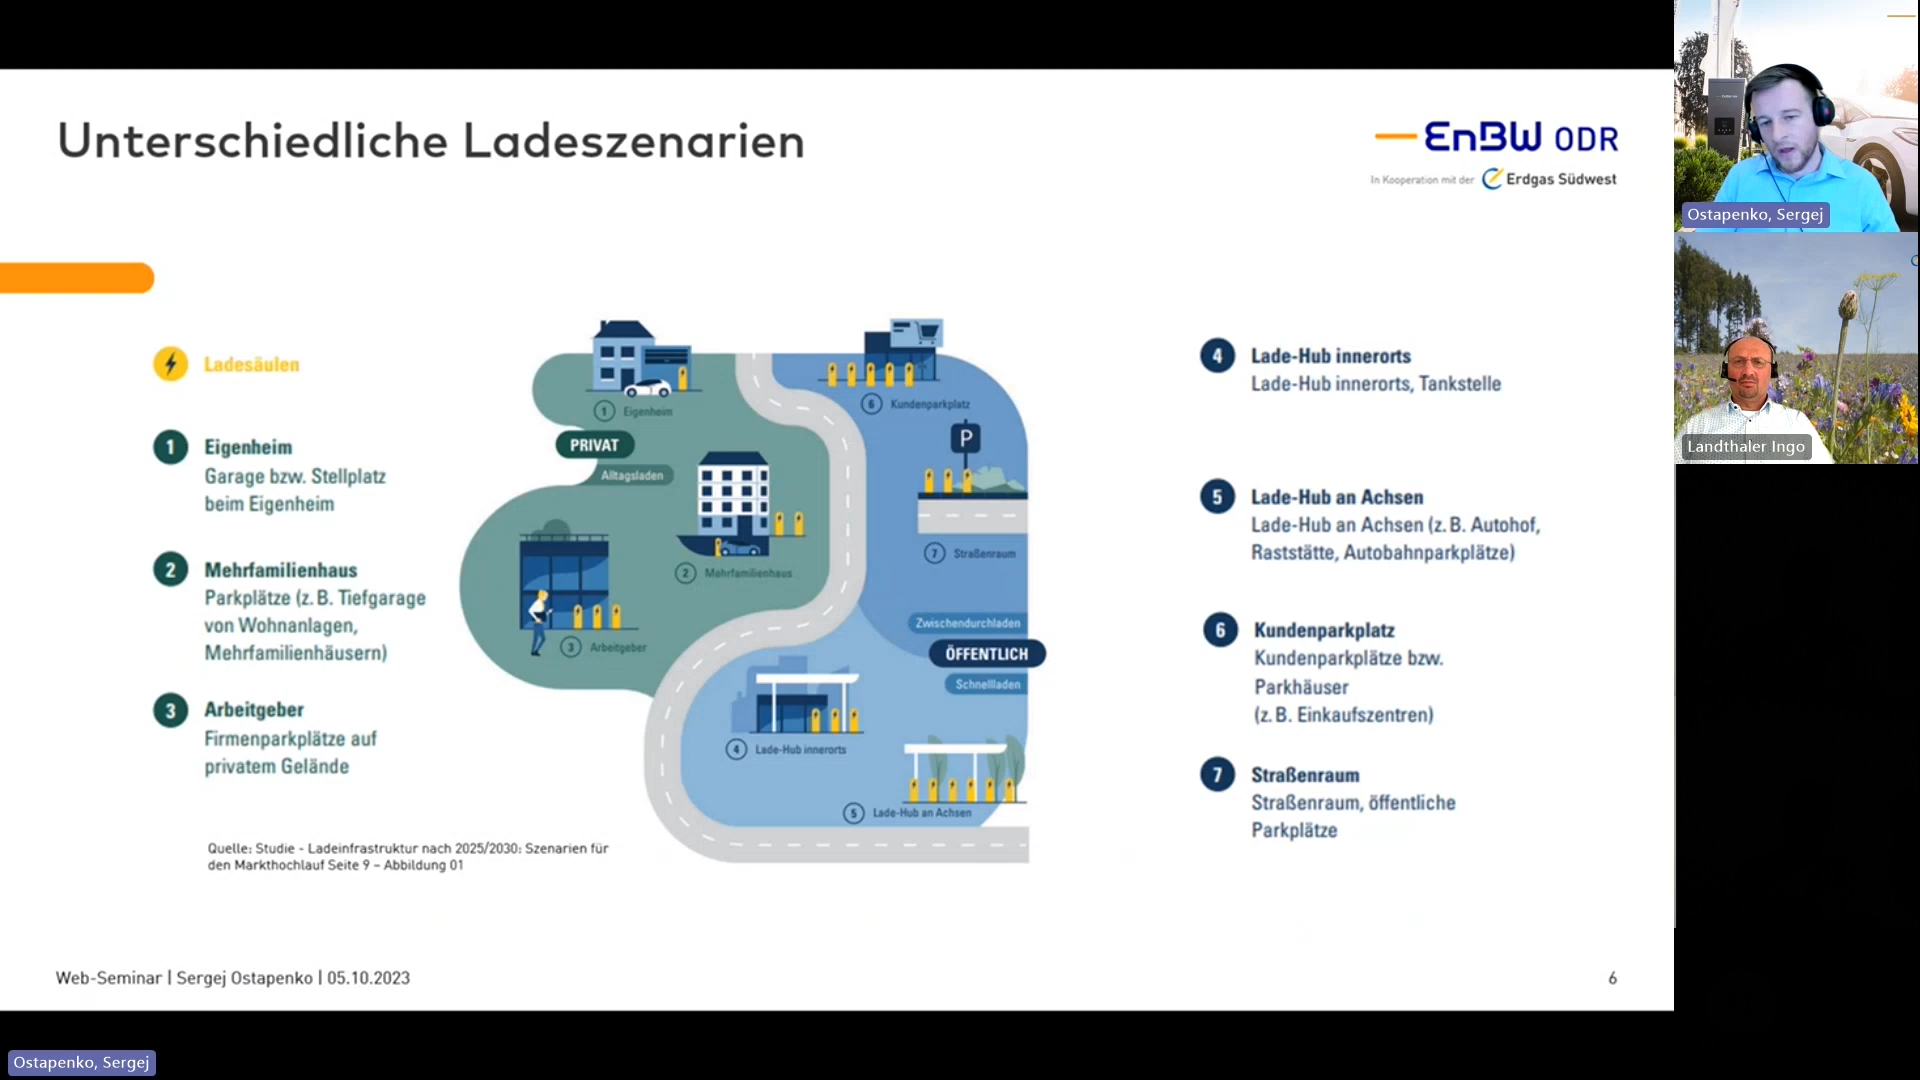 Unterschiedliche Ladeszenarien
EnBW ODR
In Kooperation mit der Erdgas Südwest
Ladesäulen
1 Eigenheim
Garage bzw. Stellplatz
beim Eigenheim
2 Mehrfamilienhaus
Parkplätze (z. B. Tiefgarage
von Wohnanlagen,
Mehrfamilienhäusern)
3 Arbeitgeber
Firmenparkplätze auf
privatem Gelände
1 Eigenheim
PRIVAT
Alltagsladen
2 Mehrfamilienhaus
3 Arbeitgeber
6 Kundenparkplatz
P
7 Straßenraum
Zwischendurchladen
ÖFFENTLICH
Schnellladen
4 Lade-Hub innerorts
5 Lade-Hub an Achsen
4 Lade-Hub innerorts
Lade-Hub innerorts, Tankstelle
5 Lade-Hub an Achsen
Lade-Hub an Achsen (z. B. Autohof,
Raststätte, Autobahnparkplätze)
6 Kundenparkplatz
Kundenparkplätze bzw.
Parkhäuser
(z. B. Einkaufszentren)
7 Straßenraum
Straßenraum, öffentliche
Parkplätze
Quelle: Studie - Ladeinfrastruktur nach 2025/2030: Szenarien für
den Markthochlauf Seite 9 – Abbildung 01
Web-Seminar | Sergej Ostapenko | 05.10.2023
6
Ostapenko, Sergej
Landthaler Ingo
Ostapenko, Sergej